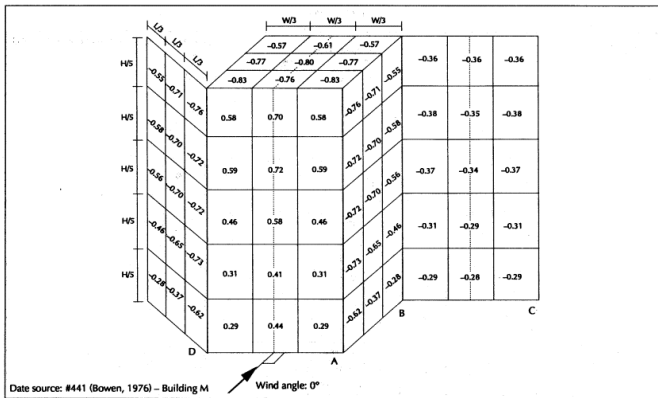 W/3 W/3 W/3
L/3 L/3 L/3
-0.57 -0.61 -0.57
-0.77 -0.80 -0.77
-0.83 -0.76 -0.83
H/5 -0.55 -0.71 -0.76 0.58 0.70 0.58 -0.76 -0.71 -0.55 -0.36 -0.36 -0.36
H/5 -0.58 -0.70 -0.72 0.59 0.72 0.59 -0.72 -0.70 -0.58 -0.38 -0.35 -0.38
H/5 -0.56 -0.70 -0.72 0.46 0.58 0.46 -0.72 -0.70 -0.56 -0.37 -0.34 -0.37
H/5 -0.46 -0.65 -0.73 0.31 0.41 0.31 -0.73 -0.65 -0.46 -0.31 -0.29 -0.31
H/5 -0.28 -0.37 -0.62 0.29 0.44 0.29 -0.62 -0.37 -0.28 -0.29 -0.28 -0.29
D A B C
Date source: #441 (Bowen, 1976) – Building M
Wind angle: 0°